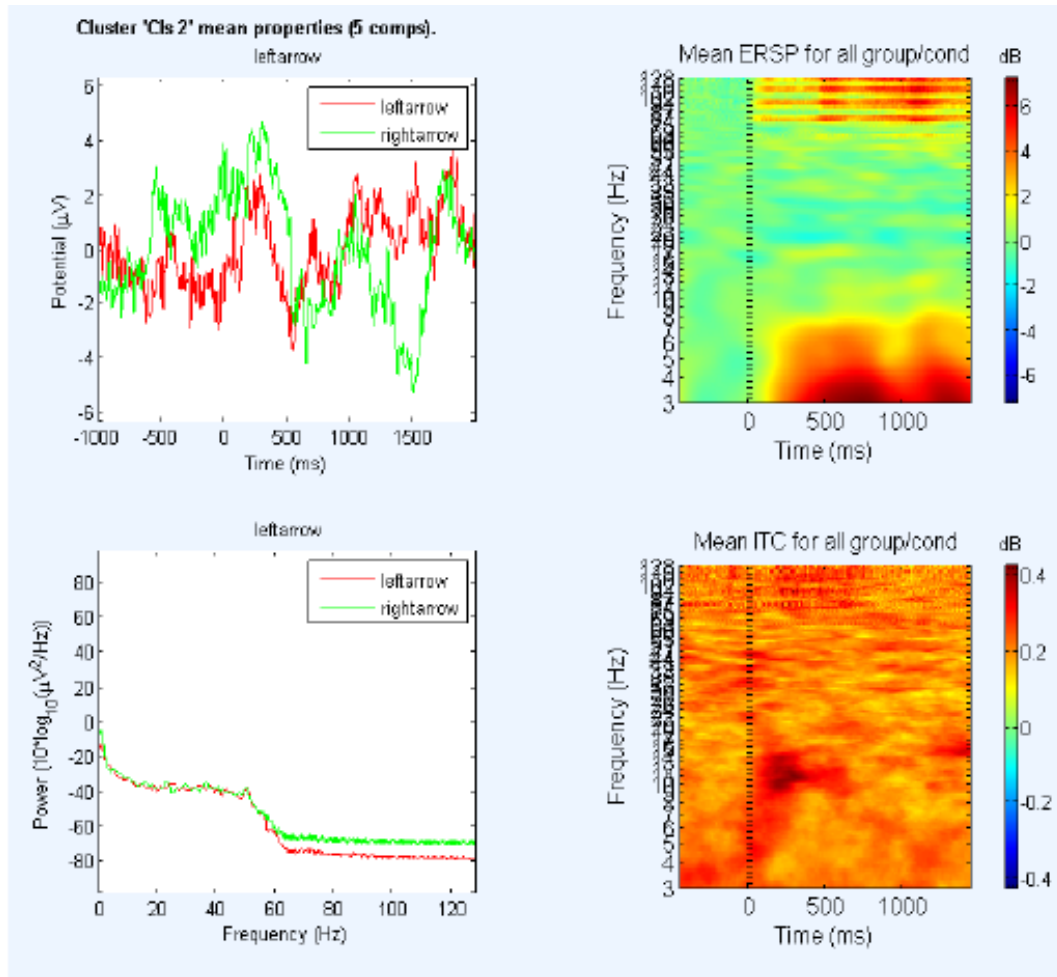 Cluster 'Cls 2' mean properties (5 comps).
leftarrow
leftarrow
rightarrow
6
4
2
0
-2
-4
-6
Potential (µV)
-1000 -500 0 500 1000 1500
Time (ms)
Mean ERSP for all group/cond
dB
Frequency (Hz)
6
4
3
0 500 1000
Time (ms)
6
4
2
0
-2
-4
-6
leftarrow
leftarrow
rightarrow
80
60
40
20
0
-20
-40
-60
-80
Power (10*log10(µV2/Hz))
0 20 40 60 80 100 120
Frequency (Hz)
Mean ITC for all group/cond
dB
Frequency (Hz)
4
3
0 500 1000
Time (ms)
0.4
0.2
0
-0.2
-0.4